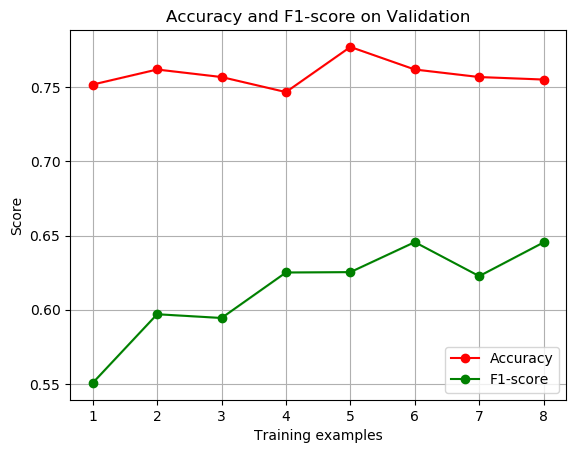 Accuracy and F1-score on Validation
0.75
0.70
0.65
0.60
0.55
Score
1 2 3 4 5 6 7 8
Training examples
Accuracy
F1-score